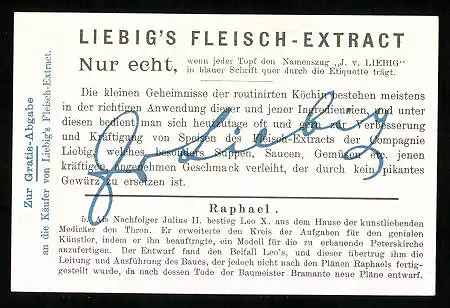 LIEBIG'S FLEISCH-EXTRACT
Nur echt, wenn jeder Topf den Namenszug „J. v. LIEBIG" in blauer Schrift quer durch die Etiquette trägt.
Die kleinen Geheimnisse der routinirten Köchin bestehen meistens
in der richtigen Anwendung dieser und jener Ingredienzien, und unter
diesen bedient man sich heutzutage oft und gern zur Verbesserung
und Kräftigung von Speisen des Fleisch-Extracts der Compagnie
Liebig, welches besonders Suppen, Saucen, Gemüsen etc. jenen
kräftigen, angenehmen Geschmack verleiht, der durch kein pikantes
Gewürz zu ersetzen ist.
Raphael.
5. Als Nachfolger Julius II. bestieg Leo X. aus dem Hause der kunstliebenden
Medicäer den Thron. Er erweiterte den Kreis der Aufgaben für den genialen
Künstler, indem er ihn beauftragte, ein Modell für die zu erbauende Peterskirche
anzufertigen. Der Entwurf fand den Beifall Leo's, und dieser übertrug ihm die
Leitung und Ausführung des Baues, der jedoch nicht nach den Plänen Raphaels fertig-
gestellt wurde, da nach dessen Tode der Baumeister Bramante neue Pläne entwarf.
Zur Gratis-Abgabe
an die Käufer von Liebig's Fleisch-Extract.
JvLiebig